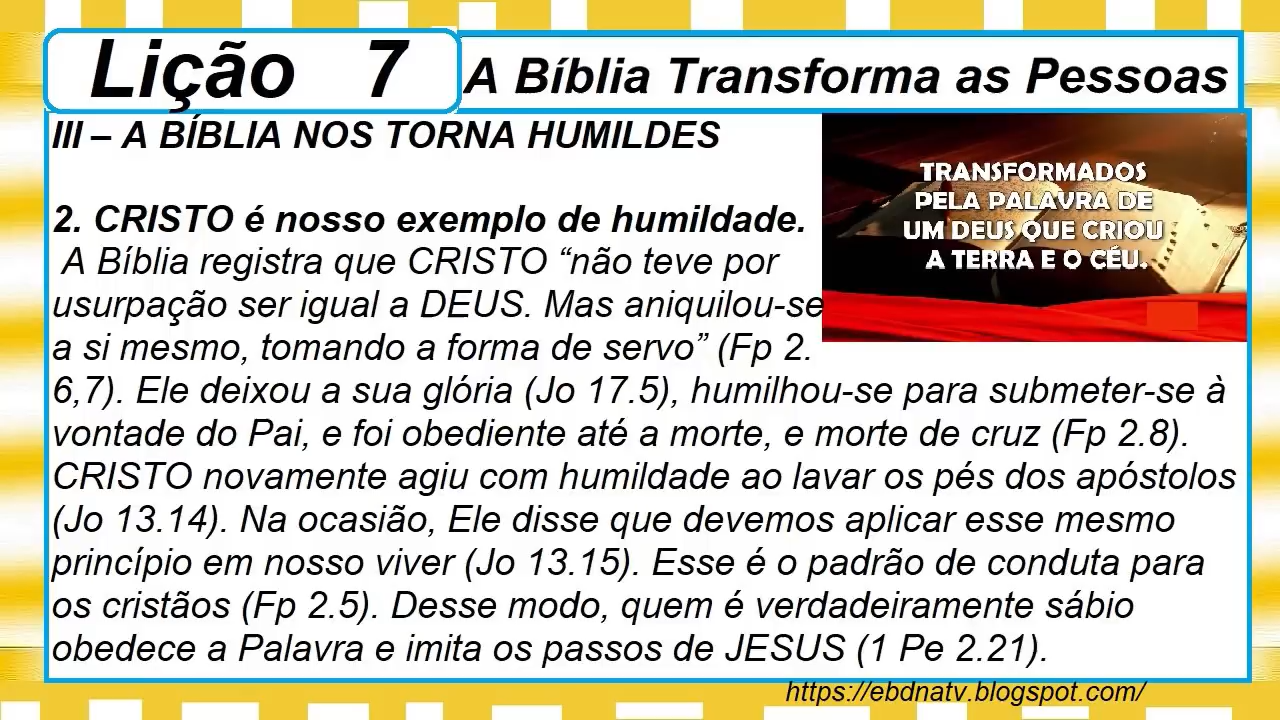 Lição 7
A Bíblia Transforma as Pessoas
III – A BÍBLIA NOS TORNA HUMILDES
TRANSFORMADOS
PELA PALAVRA DE
UM DEUS QUE CRIOU
A TERRA E O CÉU.
2. CRISTO é nosso exemplo de humildade.
A Bíblia registra que CRISTO “não teve por
usurpação ser igual a DEUS. Mas aniquilou-se
a si mesmo, tomando a forma de servo” (Fp 2.
6,7). Ele deixou a sua glória (Jo 17.5), humilhou-se para submeter-se à
vontade do Pai, e foi obediente até a morte, e morte de cruz (Fp 2.8).
CRISTO novamente agiu com humildade ao lavar os pés dos apóstolos
(Jo 13.14). Na ocasião, Ele disse que devemos aplicar esse mesmo
princípio em nosso viver (Jo 13.15). Esse é o padrão de conduta para
os cristãos (Fp 2.5). Desse modo, quem é verdadeiramente sábio
obedece a Palavra e imita os passos de JESUS (1 Pe 2.21).
https://ebdnatv.blogspot.com/